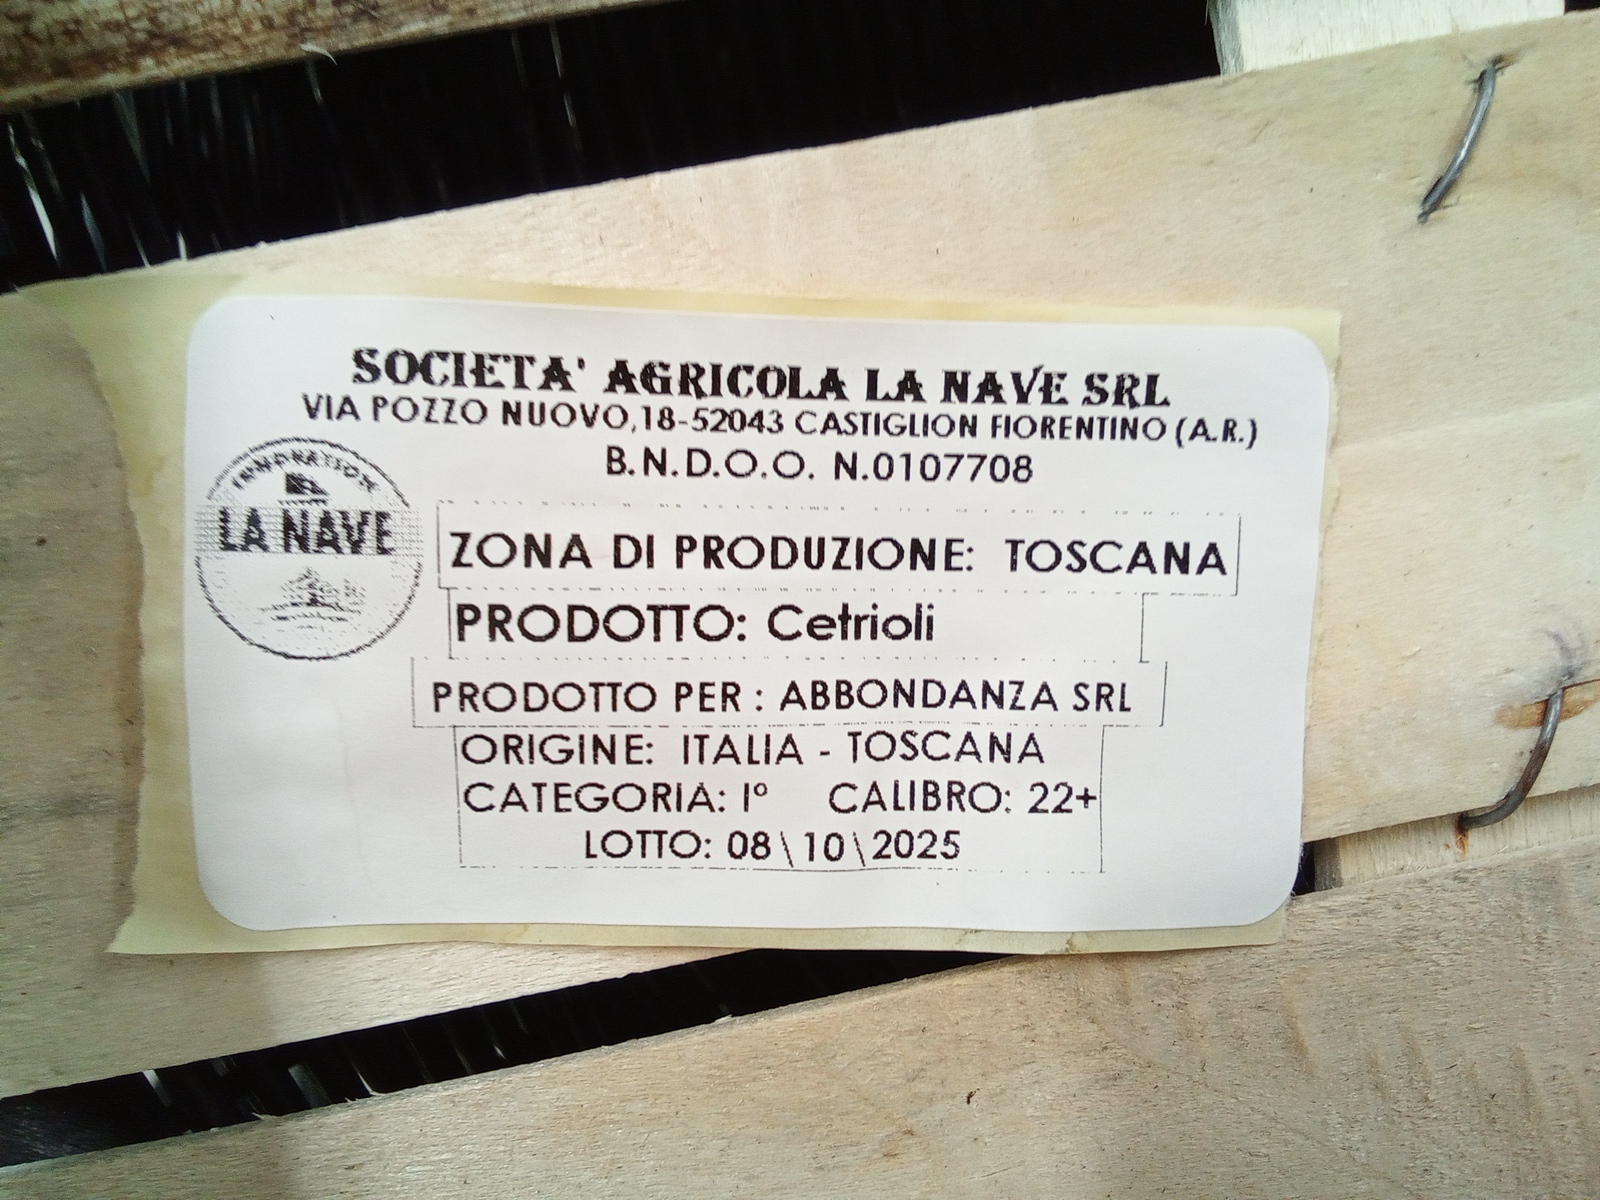 SOCIETA' AGRICOLA LA NAVE SRL
VIA POZZO NUOVO,18-52043 CASTIGLION FIORENTINO (A.R.)
B.N.D.O.O. N.0107708
INNOVATION
LA NAVE
ZONA DI PRODUZIONE: TOSCANA
PRODOTTO: Cetrioli
PRODOTTO PER : ABBONDANZA SRL
ORIGINE: ITALIA - TOSCANA
CATEGORIA: I° CALIBRO: 22+
LOTTO: 08\10\2025